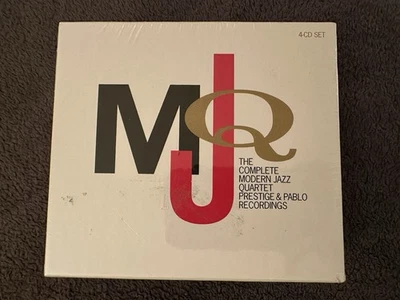 4-CD SET
MJQ
THE
COMPLETE
MODERN JAZZ
QUARTET
PRESTIGE & PABLO
RECORDINGS